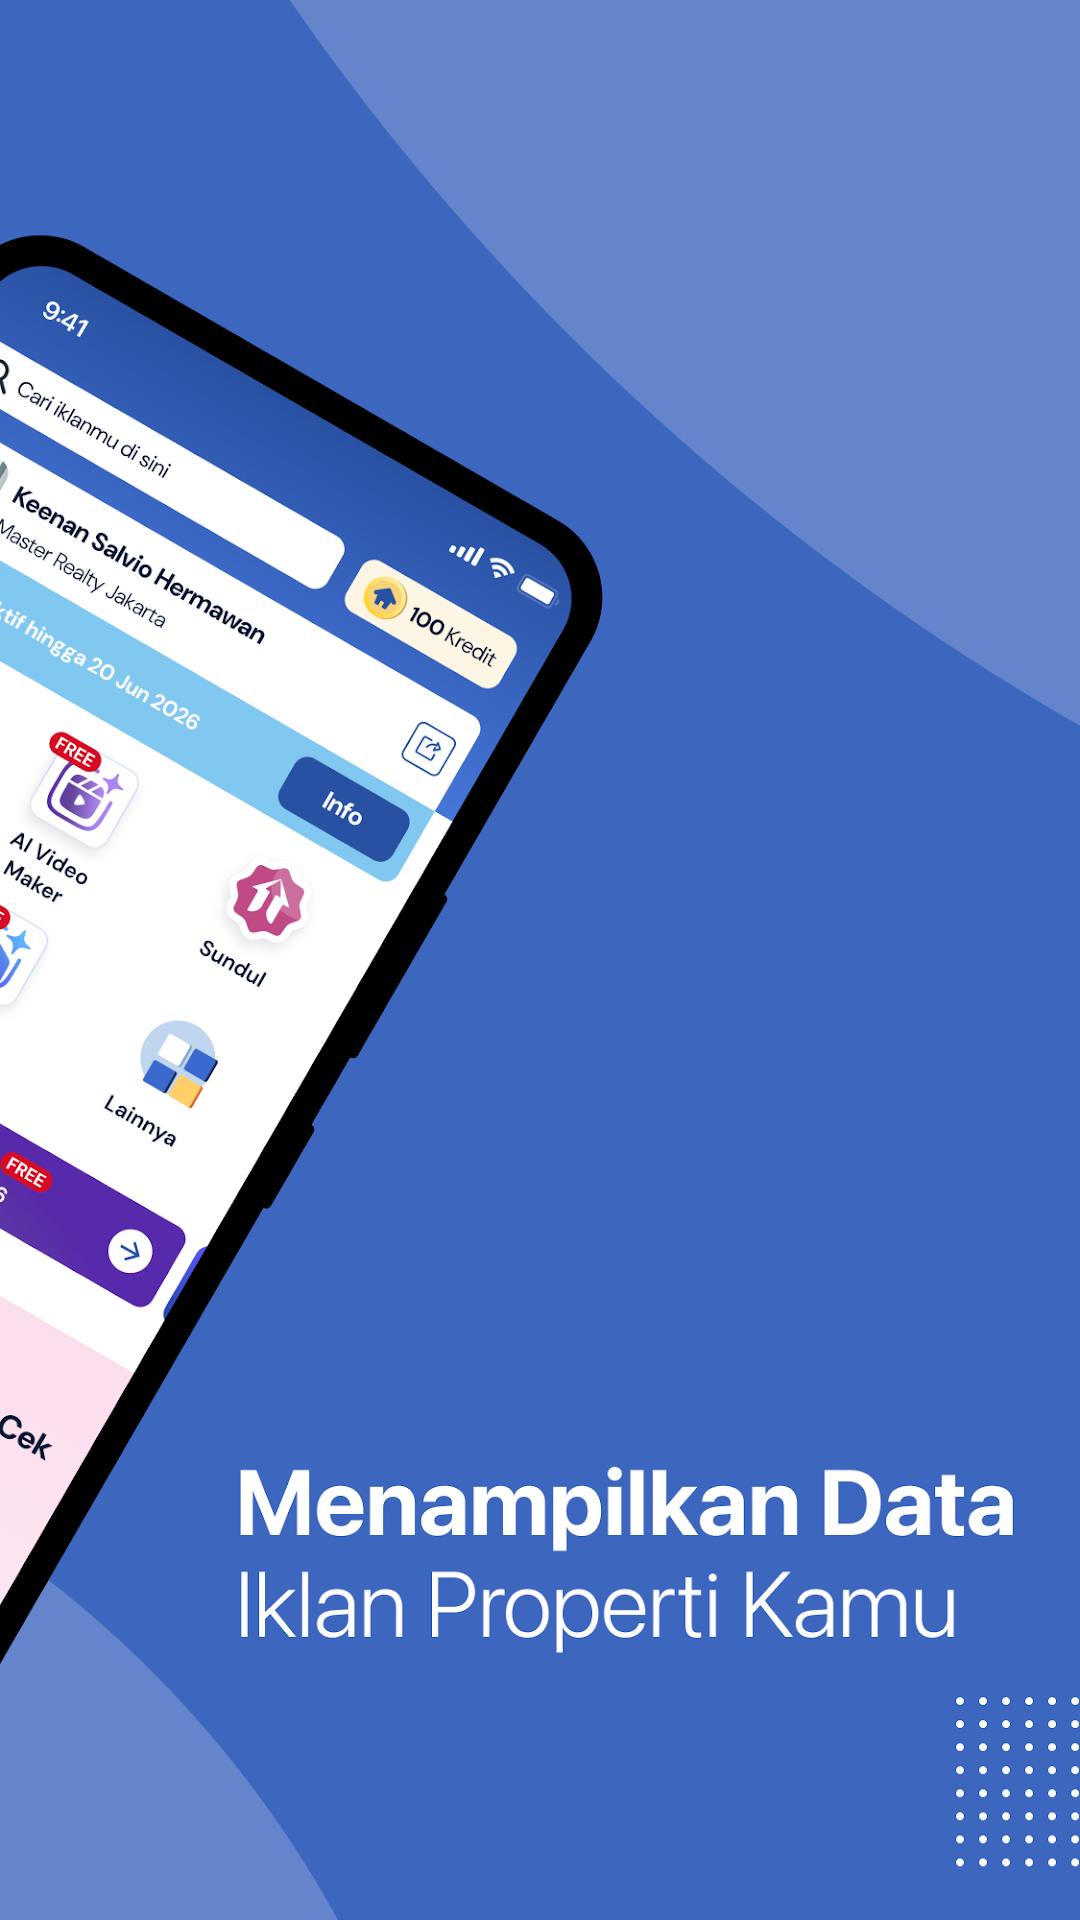 9:41
Cari iklanmu di sini
100 Kredit
Keenan Salvio Hermawan
Master Realty Jakarta
hingga 20 Jun 2026
Info
FREE
AI Video
Maker
Sundul
Lainnya
FREE
Cek
Menampilkan Data
Iklan Properti Kamu